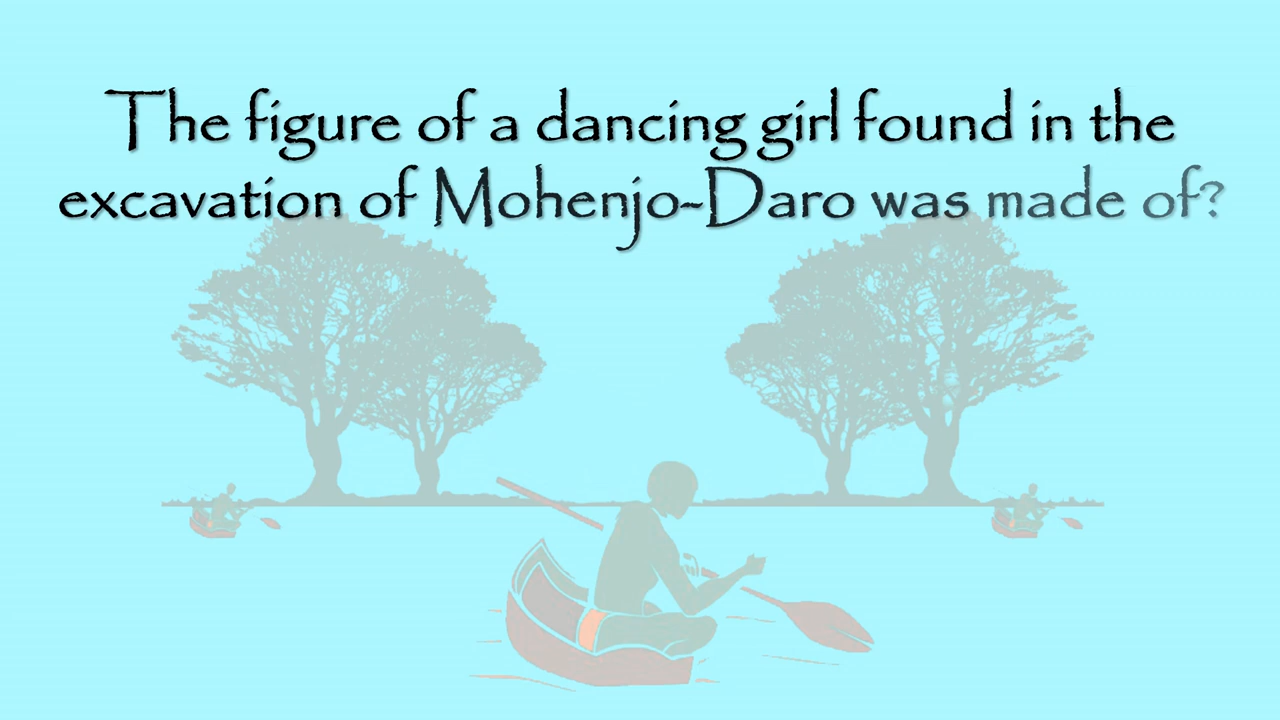 The figure of a dancing girl found in the
excavation of Mohenjo-Daro was made of?